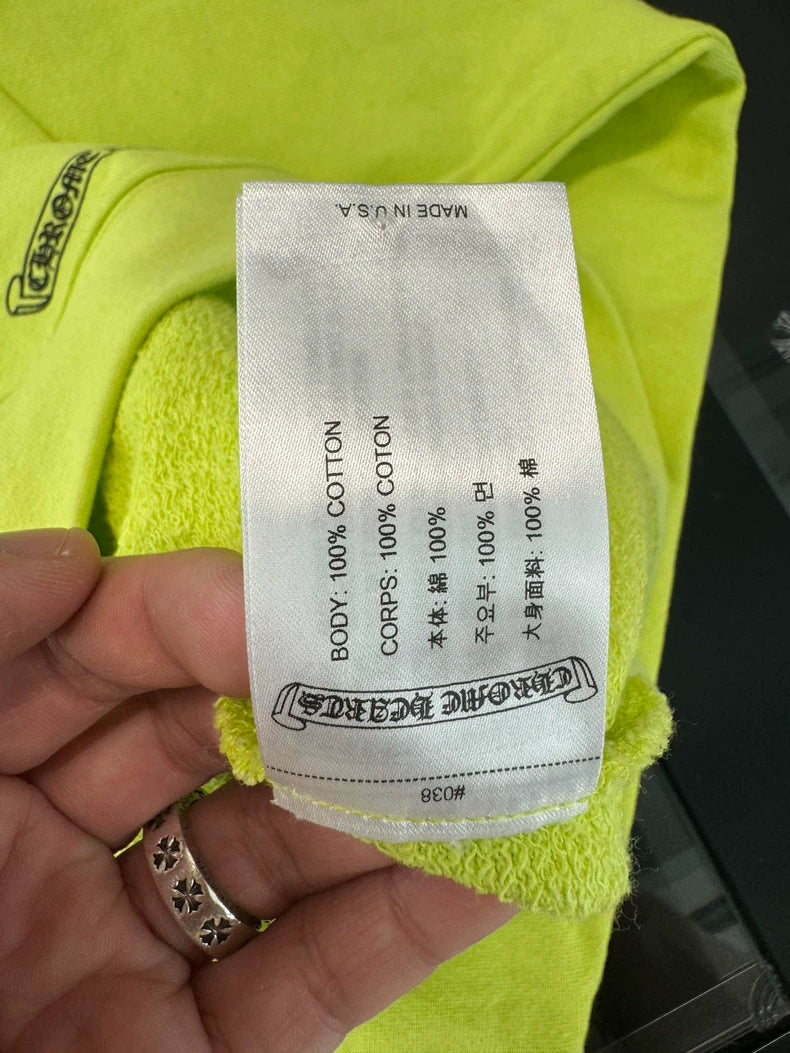 CHROME
MADE IN U.S.A.
BODY: 100% COTTON
CORPS: 100% COTON
本体: 綿 100%
주요부: 100% 면
大身面料: 100% 棉
CHROME HEARTS
#038